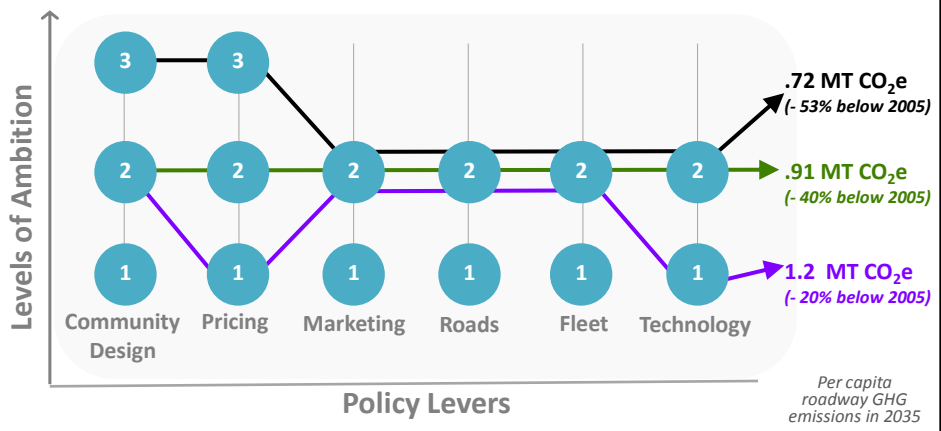 Levels of Ambition
3 3
2 2 2 2 2 2
1 1 1 1 1 1
Community
Design
Pricing
Marketing
Roads
Fleet
Technology
Policy Levers
.72 MT CO₂e
(- 53% below 2005)
.91 MT CO₂e
(- 40% below 2005)
1.2 MT CO₂e
(- 20% below 2005)
Per capita
roadway GHG
emissions in 2035